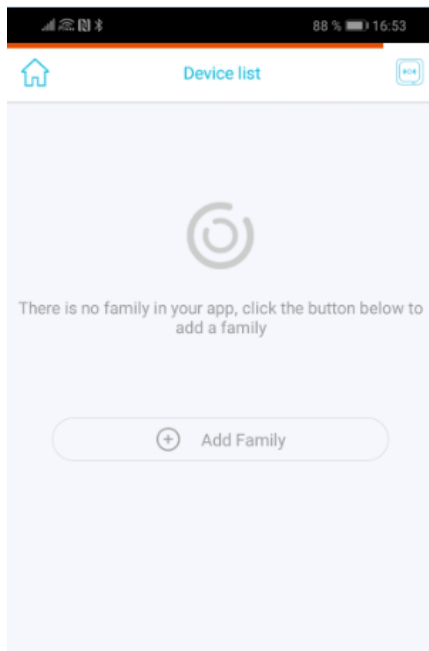 88 % 16:53
Device list
There is no family in your app, click the button below to
add a family
Add Family